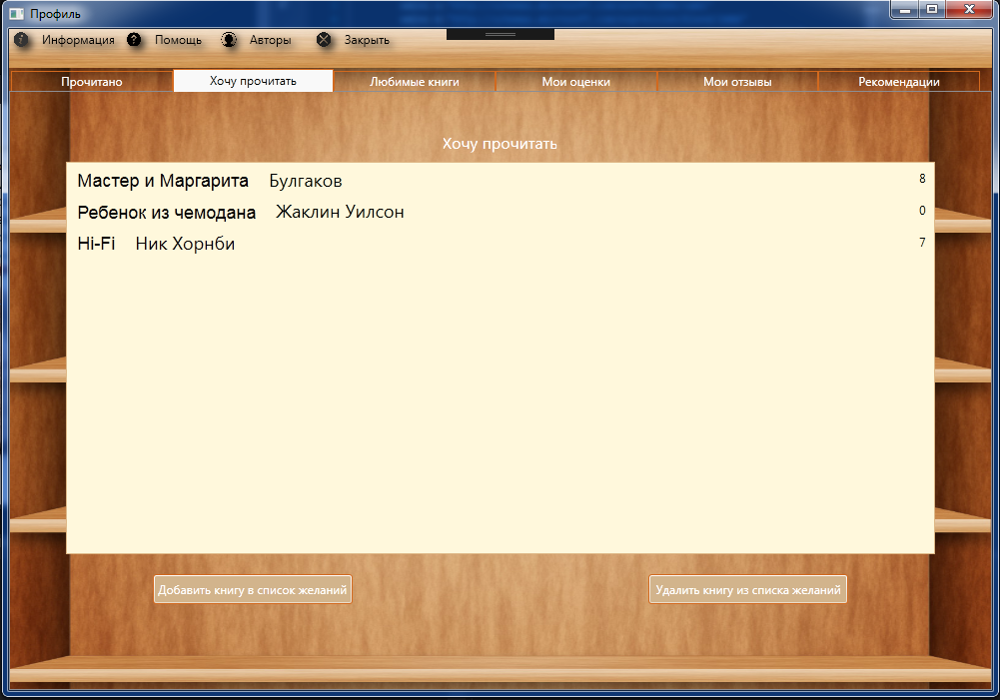 Профиль
Информация Помощь Авторы Закрыть
Прочитано Хочу прочитать Любимые книги Мои оценки Мои отзывы Рекомендации
Хочу прочитать
Мастер и Маргарита Булгаков 8
Ребенок из чемодана Жаклин Уилсон 0
Hi-Fi Ник Хорнби 7
Добавить книгу в список желаний Удалить книгу из списка желаний